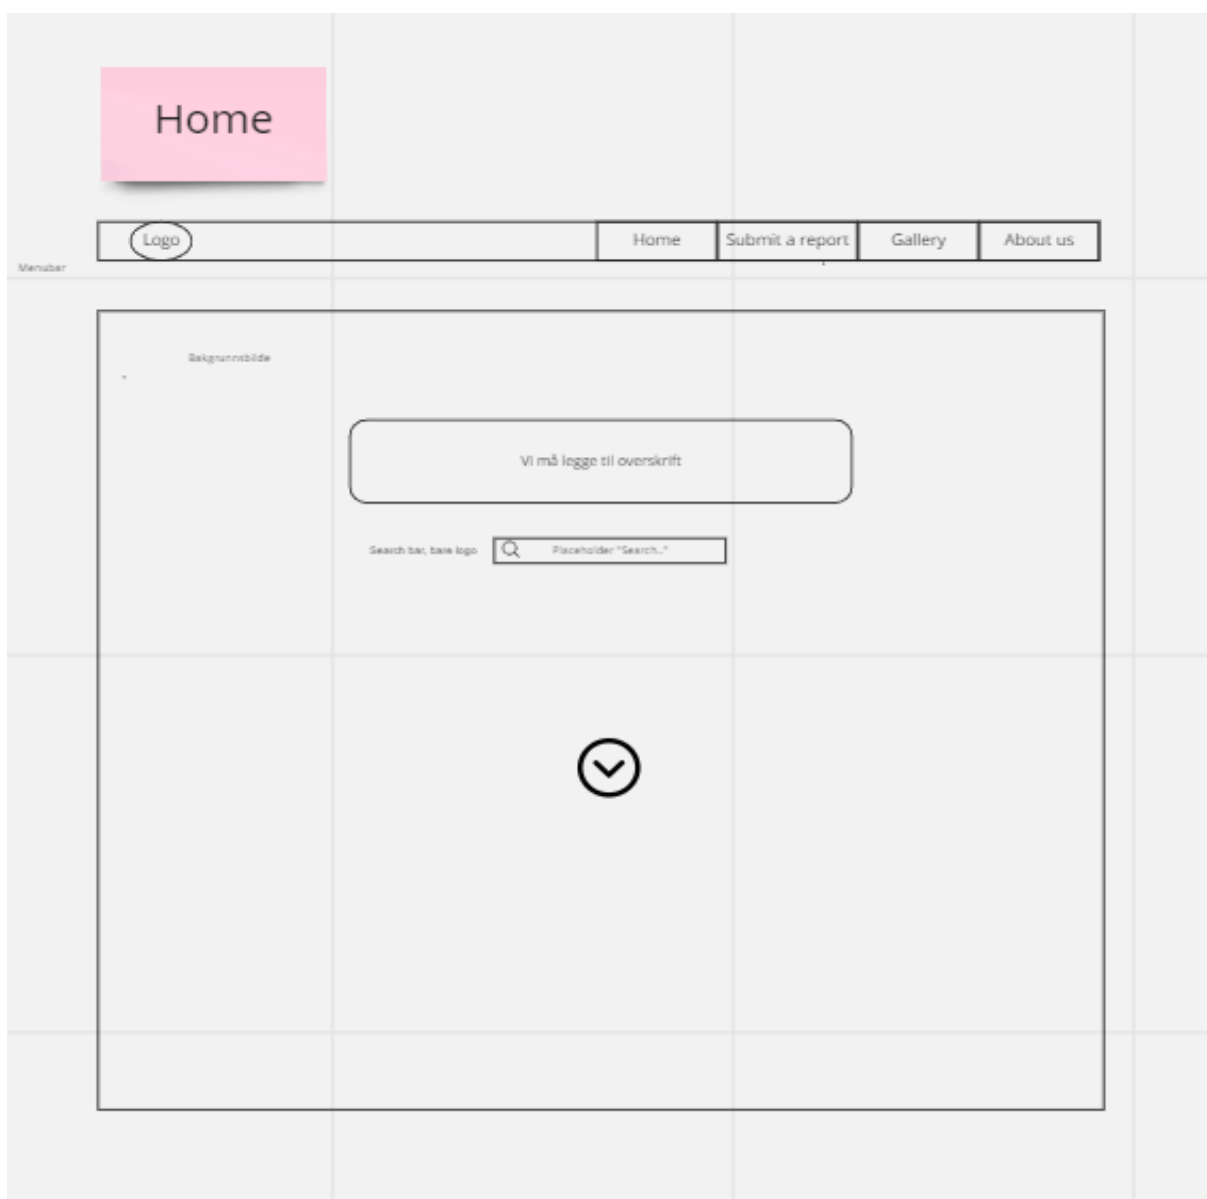 Home
Logo
Home
Submit a report
Gallery
About us
Menubar
Bakgrunnsbilde
Vi må legge til overskrift
Search bar, bare logo
Placeholder "Search.."